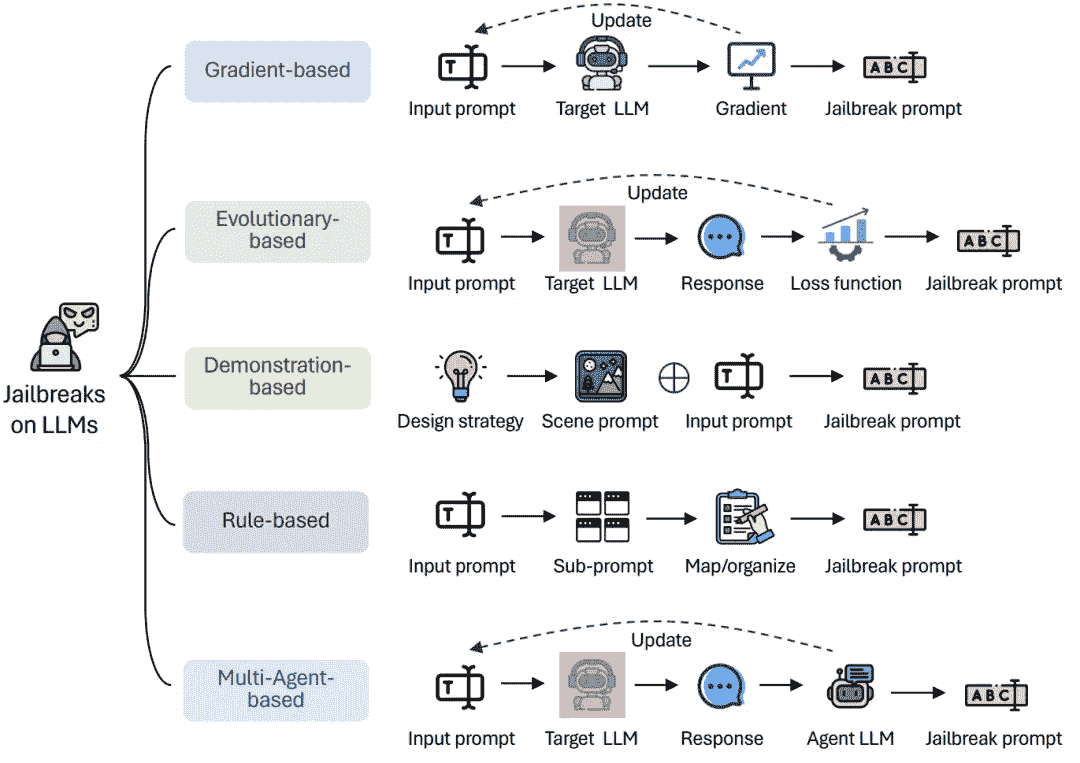 Update
Gradient-based
T
ABC
Input prompt
Target LLM
Gradient
Jailbreak prompt
Update
Evolutionary-
based
T
ABC
Input prompt
Target LLM
Response
Loss function
Jailbreak prompt
Jailbreaks
on LLMs
Demonstration-
based
T
ABC
Design strategy
Scene prompt
Input prompt
Jailbreak prompt
Rule-based
T
ABC
Input prompt
Sub-prompt
Map/organize
Jailbreak prompt
Update
Multi-Agent-
based
T
ABC
Input prompt
Target LLM
Response
Agent LLM
Jailbreak prompt